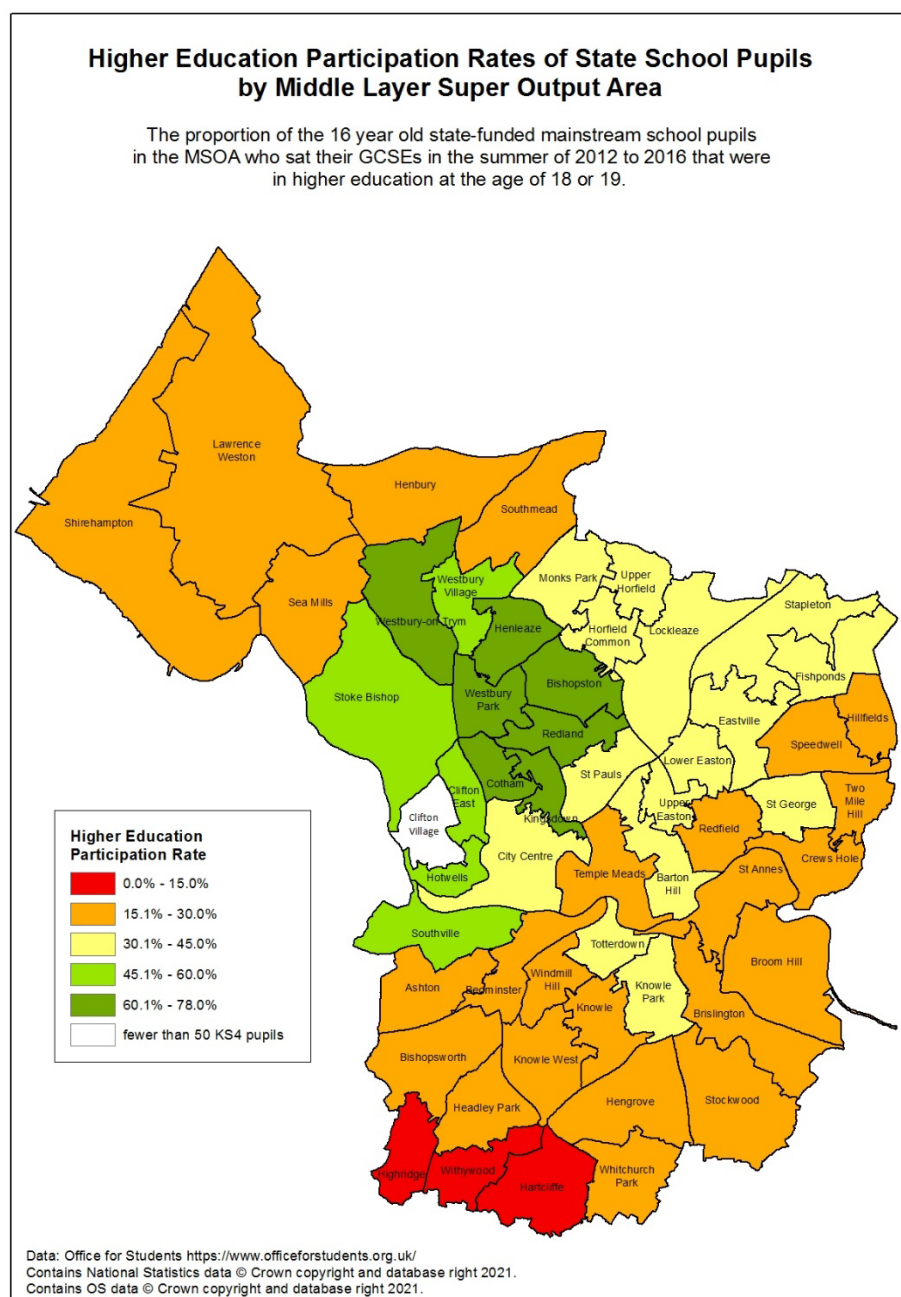 Higher Education Participation Rates of State School Pupils
by Middle Layer Super Output Area
The proportion of the 16 year old state-funded mainstream school pupils
in the MSOA who sat their GCSEs in the summer of 2012 to 2016 that were
in higher education at the age of 18 or 19.
Lawrence
Weston
Shirehampton
Henbury
Southmead
Sea Mills
Westbury
Village
Westbury-on Trym
Henleaze
Monks Park
Upper
Horfield
Horfield
Common
Lockleaze
Stapleton
Fishponds
Stoke Bishop
Westbury
Park
Bishopston
Redland
Eastville
Hillfields
Speedwell
Cotham
St Pauls
Lower Easton
Clifton
East
Clifton
Village
Kingsdown
Upper
Easton
St George
Two
Mile
Hill
Redfield
City Centre
Hotwells
Temple Meads
Barton
Hill
St Annes
Crews Hole
Southville
Totterdown
Broom Hill
Ashton
Bedminster
Windmill
Hill
Knowle
Knowle
Park
Brislington
Bishopsworth
Knowle West
Headley Park
Hengrove
Stockwood
Highridge
Withywood
Hartcliffe
Whitchurch
Park
Higher Education
Participation Rate
0.0% - 15.0%
15.1% - 30.0%
30.1% - 45.0%
45.1% - 60.0%
60.1% - 78.0%
fewer than 50 KS4 pupils
Data: Office for Students https://www.officeforstudents.org.uk/
Contains National Statistics data © Crown copyright and database right 2021.
Contains OS data © Crown copyright and database right 2021.